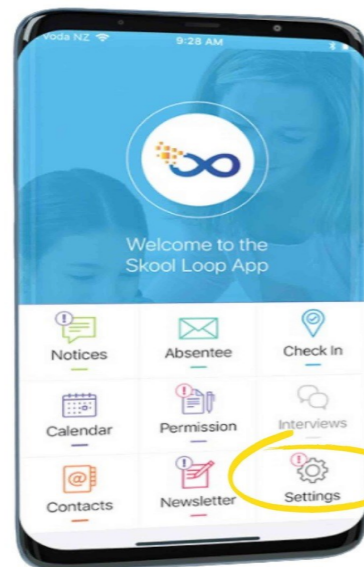 Voda NZ 9:28 AM
Welcome to the
Skool Loop App
Notices Absentee Check In
Calendar Permission Interviews
Contacts Newsletter Settings